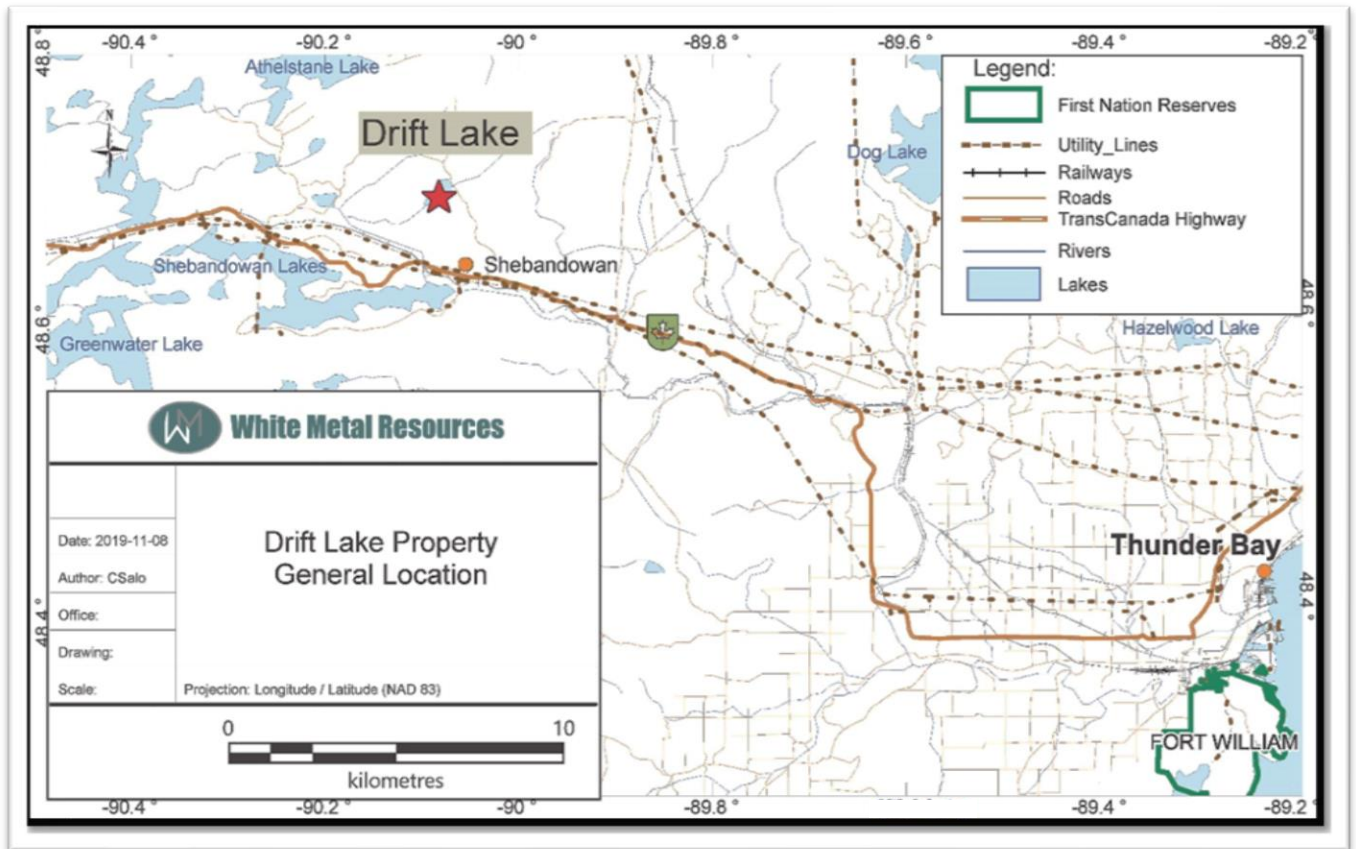 -90.4 °
-90.2 °
-90 °
-89.8 °
-89.6 °
-89.4 °
-89.2 °
48.8 °
Athelstane Lake
Legend:
First Nation Reserves
Utility_Lines
Railways
Roads
TransCanada Highway
Rivers
Lakes
N
Drift Lake
Dog Lake
Shebandowan Lakes
Shebandowan
48.6 °
48.6 °
Greenwater Lake
Hazelwood Lake
WM
White Metal Resources
Date: 2019-11-08
Author: CSalo
Office:
Drawing:
Scale:
Drift Lake Property
General Location
Projection: Longitude / Latitude (NAD 83)
0
10
kilometres
Thunder Bay
48.4 °
48.4 °
FORT WILLIAM
-90.4 °
-90.2 °
-90 °
-89.8 °
-89.4 °
-89.2 °